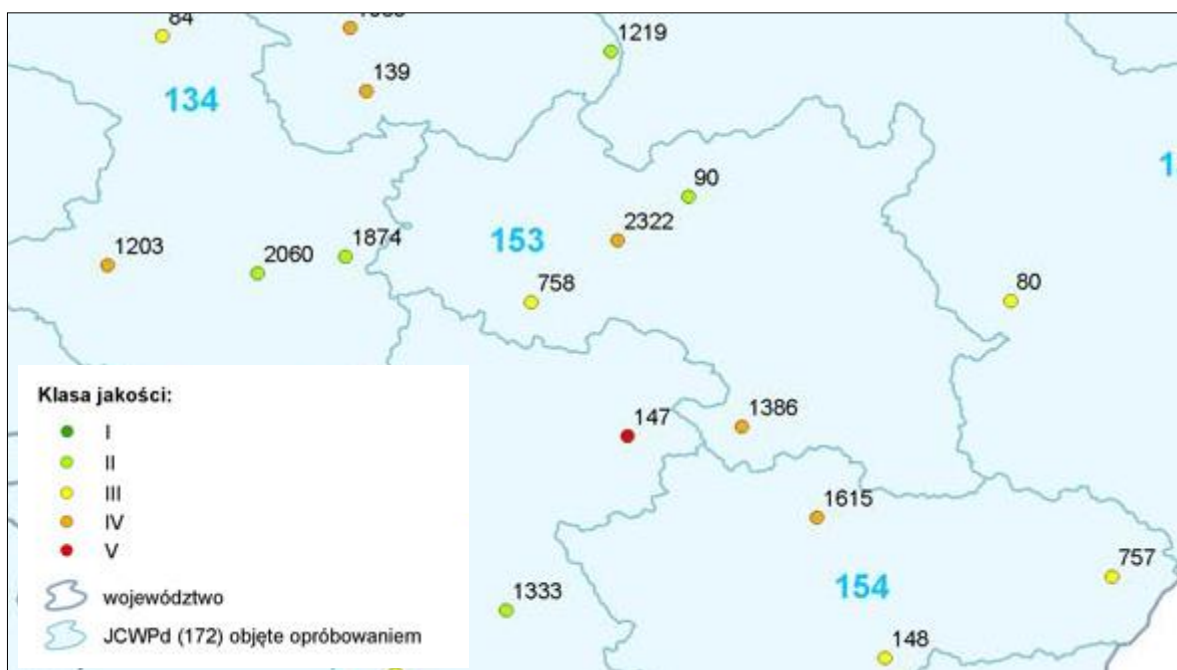 84
1219
139
134
90
2322
153
1874
2060
1203
758
80
147
1386
1615
757
154
1333
148
Klasa jakości:
I
II
III
IV
V
województwo
JCWPd (172) objęte opróbowaniem